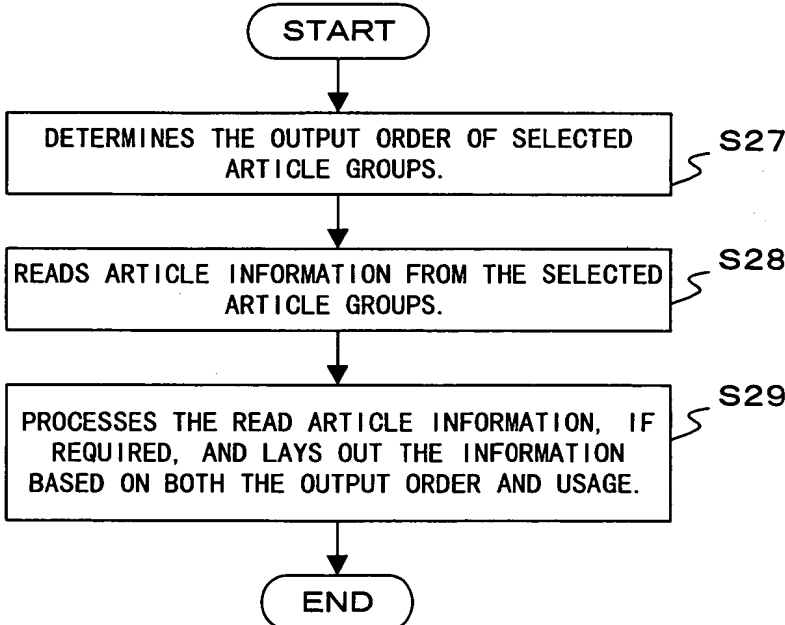 START
DETERMINES THE OUTPUT ORDER OF SELECTED
ARTICLE GROUPS.
S27
READS ARTICLE INFORMATION FROM THE SELECTED
ARTICLE GROUPS.
S28
PROCESSES THE READ ARTICLE INFORMATION, IF
REQUIRED, AND LAYS OUT THE INFORMATION
BASED ON BOTH THE OUTPUT ORDER AND USAGE.
S29
END